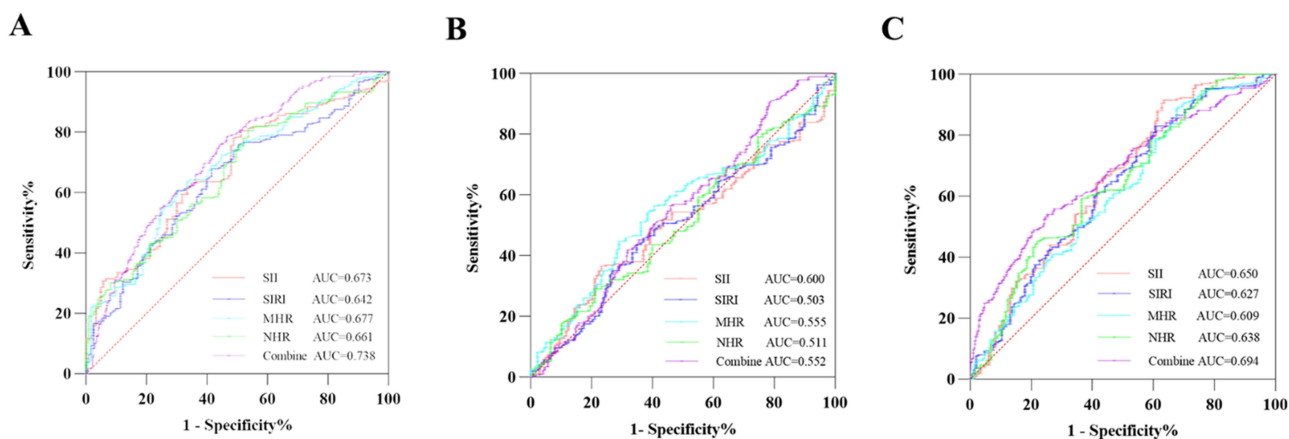 A
B
C
100
80
60
40
20
0
Sensitivity%
SII AUC=0.673
SIRI AUC=0.642
MHR AUC=0.677
NHR AUC=0.661
Combine AUC=0.738
0 20 40 60 80 100
1 - Specificity%
100
80
60
40
20
0
Sensitivity%
SII AUC=0.600
SIRI AUC=0.503
MHR AUC=0.555
NHR AUC=0.511
Combine AUC=0.552
0 20 40 60 80 100
1- Specificity%
100
80
60
40
20
0
Sensitivity%
SII AUC=0.650
SIRI AUC=0.627
MHR AUC=0.609
NHR AUC=0.638
Combine AUC=0.694
0 20 40 60 80 100
1 - Specificity%